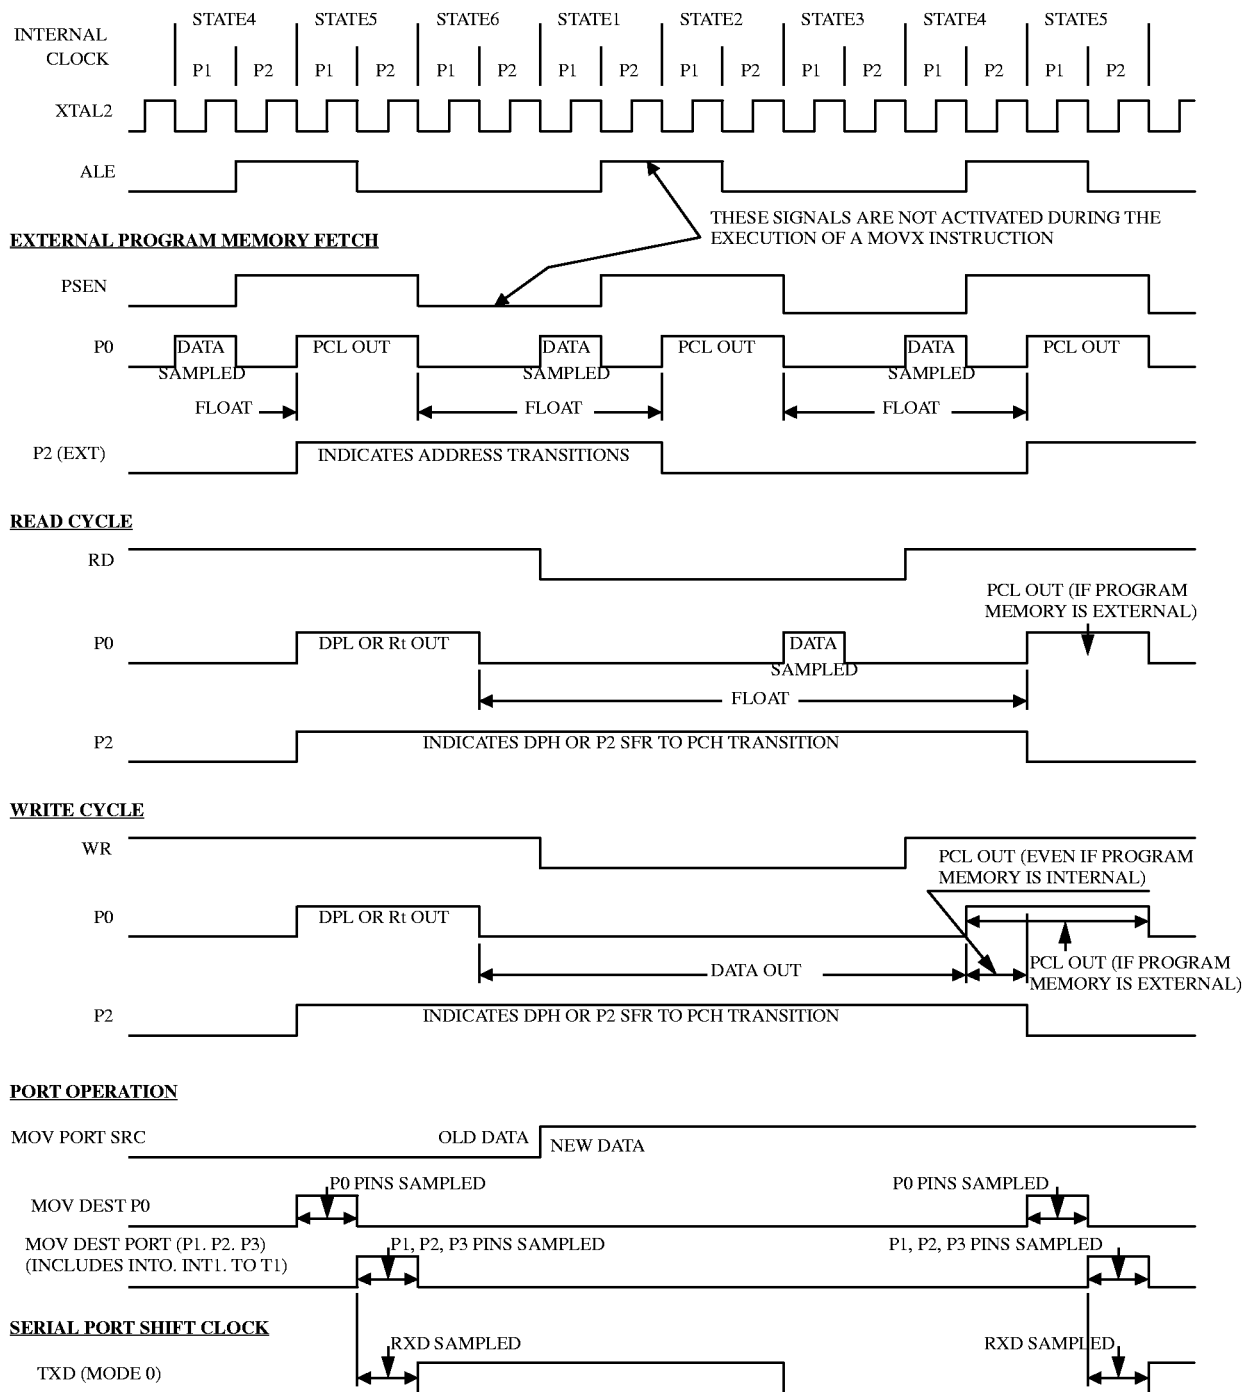 INTERNAL
CLOCK
STATE4 STATE5 STATE6 STATE1 STATE2 STATE3 STATE4 STATE5
P1 P2 P1 P2 P1 P2 P1 P2 P1 P2 P1 P2 P1 P2 P1 P2
XTAL2
ALE
THESE SIGNALS ARE NOT ACTIVATED DURING THE
EXECUTION OF A MOVX INSTRUCTION
EXTERNAL PROGRAM MEMORY FETCH
PSEN
P0 DATA PCL OUT DATA PCL OUT DATA PCL OUT
SAMPLED SAMPLED SAMPLED
FLOAT FLOAT FLOAT
P2 (EXT) INDICATES ADDRESS TRANSITIONS
READ CYCLE
RD
PCL OUT (IF PROGRAM
MEMORY IS EXTERNAL)
P0 DPL OR Rt OUT DATA
SAMPLED
FLOAT
P2 INDICATES DPH OR P2 SFR TO PCH TRANSITION
WRITE CYCLE
WR
PCL OUT (EVEN IF PROGRAM
MEMORY IS INTERNAL)
P0 DPL OR Rt OUT
DATA OUT
PCL OUT (IF PROGRAM
MEMORY IS EXTERNAL)
P2 INDICATES DPH OR P2 SFR TO PCH TRANSITION
PORT OPERATION
MOV PORT SRC OLD DATA NEW DATA
P0 PINS SAMPLED P0 PINS SAMPLED
MOV DEST P0
MOV DEST PORT (P1. P2. P3) P1, P2, P3 PINS SAMPLED P1, P2, P3 PINS SAMPLED
(INCLUDES INTO. INT1. TO T1)
SERIAL PORT SHIFT CLOCK
RXD SAMPLED RXD SAMPLED
TXD (MODE 0)